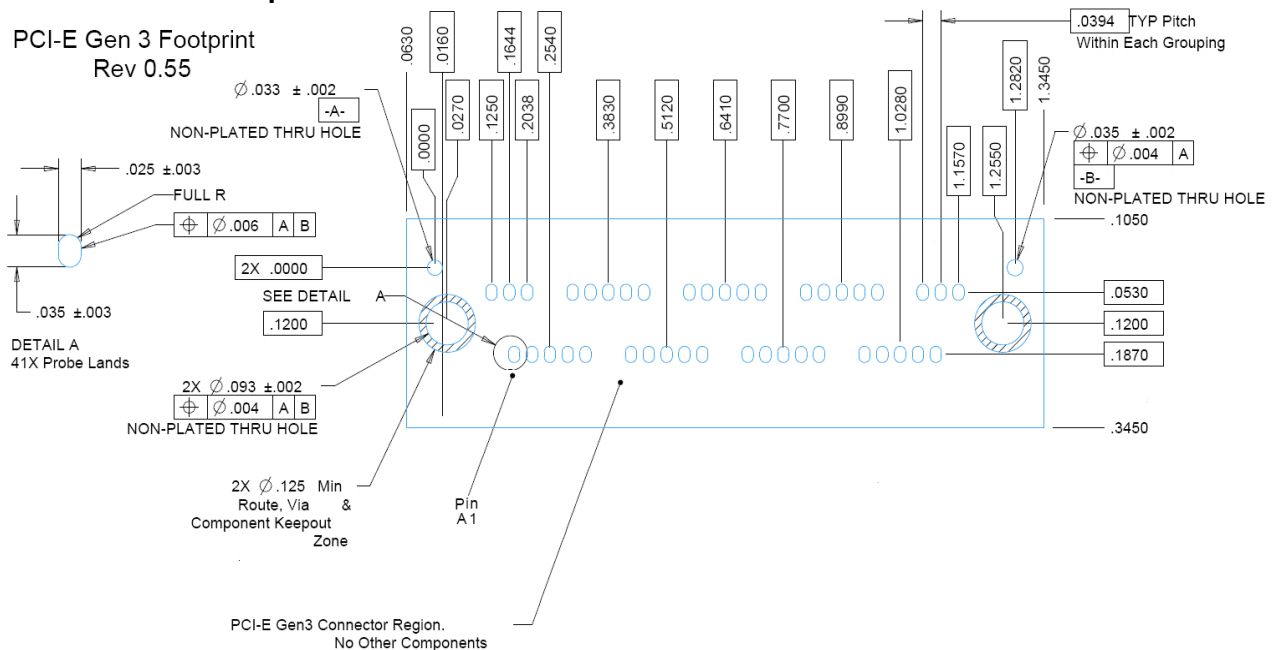 PCI-E Gen 3 Footprint
Rev 0.55
.0630
.0160
.1644
.2540
.0394 TYP Pitch
Within Each Grouping
.0000
.0270
.1250
.2038
.3830
.5120
.6410
.7700
.8990
1.0280
1.1570
1.2550
1.2820
1.3450
∅.033 ± .002
-A-
NON-PLATED THRU HOLE
∅.035 ± .002
⌖ ∅.004 A
-B-
NON-PLATED THRU HOLE
.025 ±.003
FULL R
⌖ ∅.006 A B
.035 ±.003
DETAIL A
41X Probe Lands
2X .0000
SEE DETAIL A
.1200
.1050
.0530
.1200
.1870
.3450
2X ∅.093 ±.002
⌖ ∅.004 A B
NON-PLATED THRU HOLE
2X ∅.125 Min
Route, Via &
Component Keepout
Zone
Pin
A1
PCI-E Gen3 Connector Region.
No Other Components